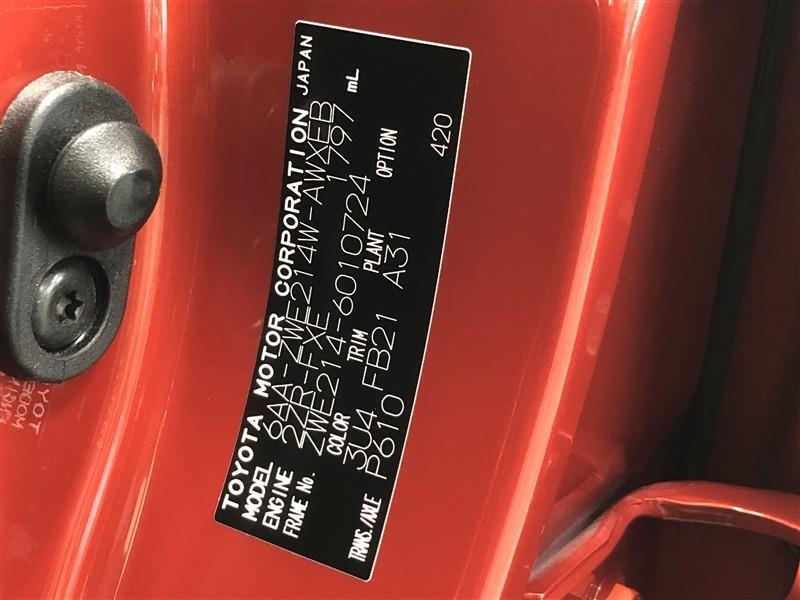 TOYOTA MOTOR CORPORATION JAPAN
MODEL 6AA-ZWE214W-AWXEB
ENGINE 2ZR-FXE 1797 mL
FRAME No. ZWE214-6010724
COLOR TRIM PLANT OPTION
3U4 FB21 A31
TRANS./AXLE P610
420